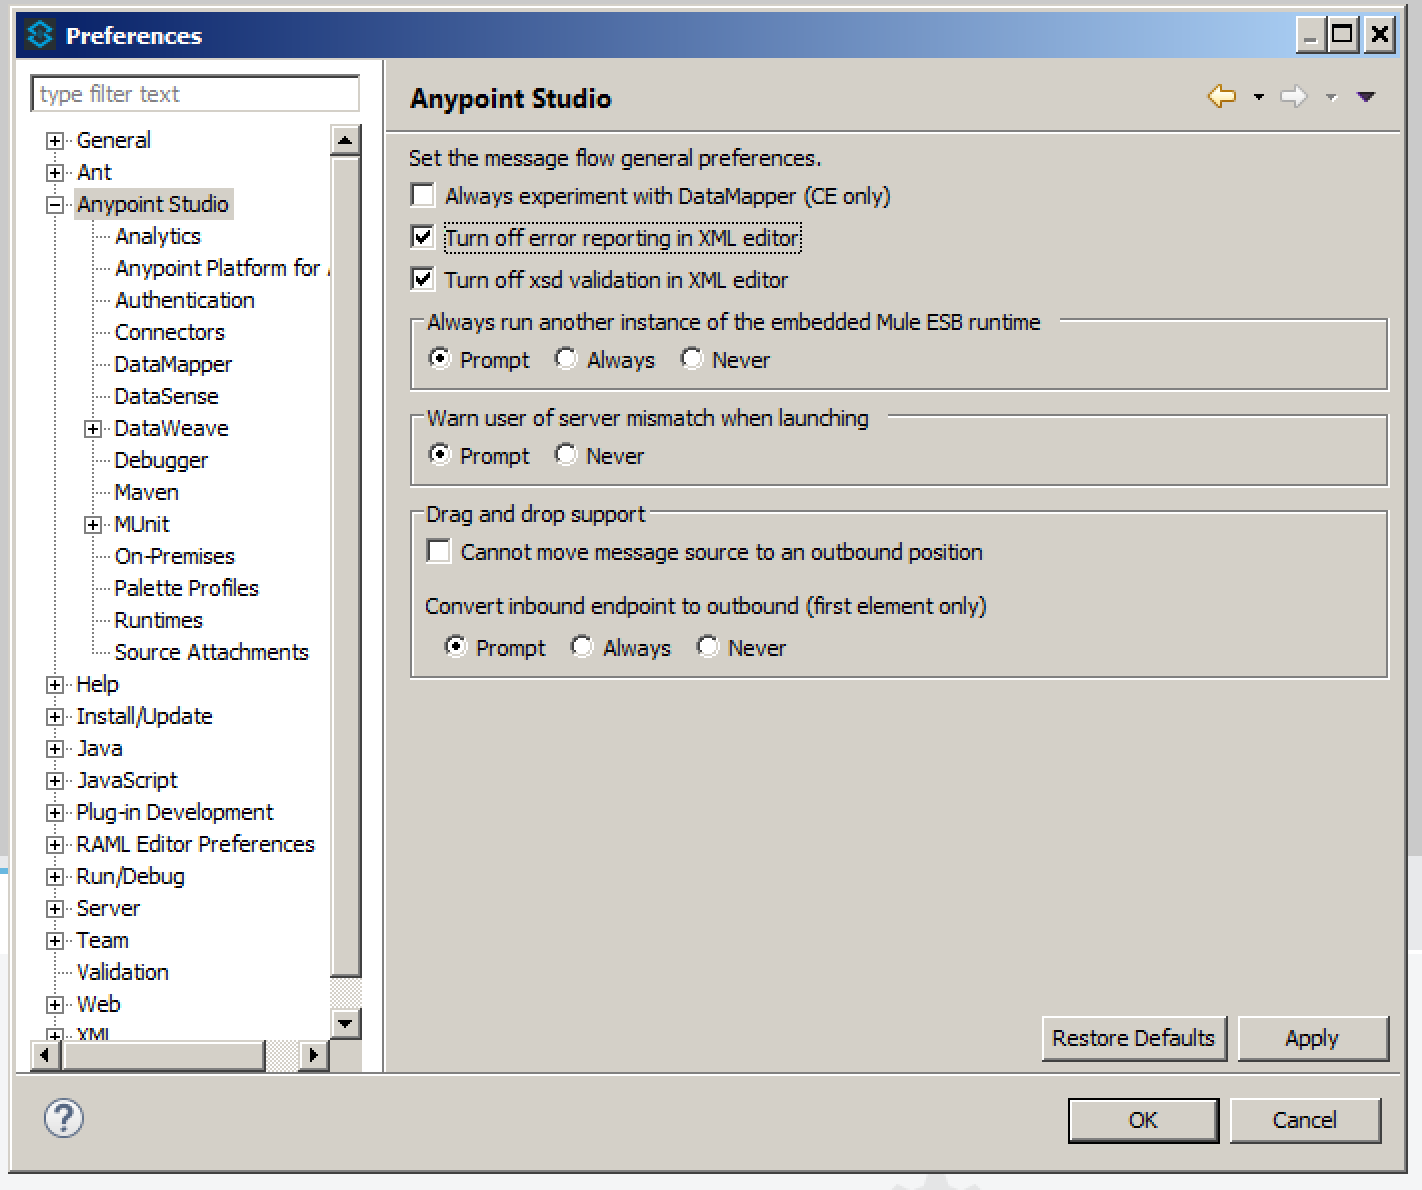 Preferences
type filter text
General
Ant
Anypoint Studio
Analytics
Anypoint Platform for
Authentication
Connectors
DataMapper
DataSense
DataWeave
Debugger
Maven
MUnit
On-Premises
Palette Profiles
Runtimes
Source Attachments
Help
Install/Update
Java
JavaScript
Plug-in Development
RAML Editor Preferences
Run/Debug
Server
Team
Validation
Web
XML
Anypoint Studio
Set the message flow general preferences.
Always experiment with DataMapper (CE only)
Turn off error reporting in XML editor
Turn off xsd validation in XML editor
Always run another instance of the embedded Mule ESB runtime
Prompt Always Never
Warn user of server mismatch when launching
Prompt Never
Drag and drop support
Cannot move message source to an outbound position
Convert inbound endpoint to outbound (first element only)
Prompt Always Never
Restore Defaults Apply
? OK Cancel